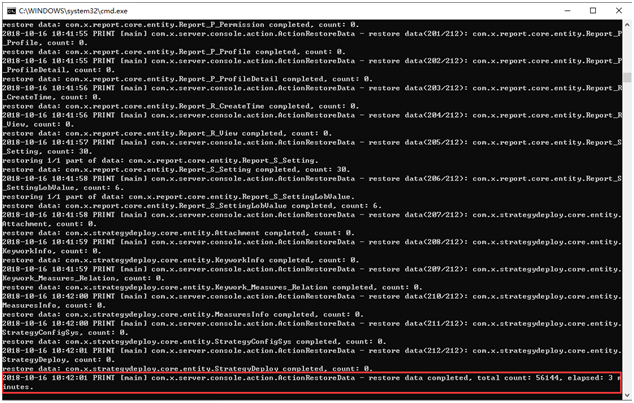 C:\WINDOWS\system32\cmd.exe
restore data: com.x.report.core.entity.Report_P_Permission completed, count: 0.
2018-10-16 10:41:55 PRINT [main] com.x.server.console.ActionRestoreData - restore data(201/212): com.x.report.core.entity.Report_P
_Profile, count: 0.
restore data: com.x.report.core.entity.Report_P_Profile completed, count: 0.
2018-10-16 10:41:55 PRINT [main] com.x.server.console.ActionRestoreData - restore data(202/212): com.x.report.core.entity.Report_P
_ProfileDetail, count: 0.
restore data: com.x.report.core.entity.Report_P_ProfileDetail completed, count: 0.
2018-10-16 10:41:56 PRINT [main] com.x.server.console.ActionRestoreData - restore data(203/212): com.x.report.core.entity.Report_R
_CreateTime, count: 0.
restore data: com.x.report.core.entity.Report_R_CreateTime completed, count: 0.
2018-10-16 10:41:56 PRINT [main] com.x.server.console.ActionRestoreData - restore data(204/212): com.x.report.core.entity.Report_R
_View, count: 0.
restore data: com.x.report.core.entity.Report_R_View completed, count: 0.
2018-10-16 10:41:57 PRINT [main] com.x.server.console.ActionRestoreData - restore data(205/212): com.x.report.core.entity.Report_S
_Setting, count: 30.
restoring 1/1 part of data: com.x.report.core.entity.Report_S_Setting.
restore data: com.x.report.core.entity.Report_S_Setting completed, count: 30.
2018-10-16 10:41:58 PRINT [main] com.x.server.console.ActionRestoreData - restore data(206/212): com.x.report.core.entity.Report_S
_SettingLobValue, count: 6.
restoring 1/1 part of data: com.x.report.core.entity.Report_S_SettingLobValue.
restore data: com.x.report.core.entity.Report_S_SettingLobValue completed, count: 6.
2018-10-16 10:41:58 PRINT [main] com.x.server.console.ActionRestoreData - restore data(207/212): com.x.strategydeploy.core.entity.
Attachment, count: 0.
restore data: com.x.strategydeploy.core.entity.Attachment completed, count: 0.
2018-10-16 10:41:59 PRINT [main] com.x.server.console.ActionRestoreData - restore data(208/212): com.x.strategydeploy.core.entity.
KeyworkInfo, count: 0.
restore data: com.x.strategydeploy.core.entity.KeyworkInfo completed, count: 0.
2018-10-16 10:41:59 PRINT [main] com.x.server.console.ActionRestoreData - restore data(209/212): com.x.strategydeploy.core.entity.
Keywork_Measures_Relation, count: 0.
restore data: com.x.strategydeploy.core.entity.Keywork_Measures_Relation completed, count: 0.
2018-10-16 10:42:00 PRINT [main] com.x.server.console.ActionRestoreData - restore data(210/212): com.x.strategydeploy.core.entity.
MeasuresInfo, count: 0.
restore data: com.x.strategydeploy.core.entity.MeasuresInfo completed, count: 0.
2018-10-16 10:42:00 PRINT [main] com.x.server.console.ActionRestoreData - restore data(211/212): com.x.strategydeploy.core.entity.
StrategyConfigSys, count: 0.
restore data: com.x.strategydeploy.core.entity.StrategyConfigSys completed, count: 0.
2018-10-16 10:42:01 PRINT [main] com.x.server.console.ActionRestoreData - restore data(212/212): com.x.strategydeploy.core.entity.
StrategyDeploy, count: 0.
restore data: com.x.strategydeploy.core.entity.StrategyDeploy completed, count: 0.
2018-10-16 10:42:01 PRINT [main] com.x.server.console.ActionRestoreData - restore data completed, total count: 56144, elapsed: 3 m
inutes.